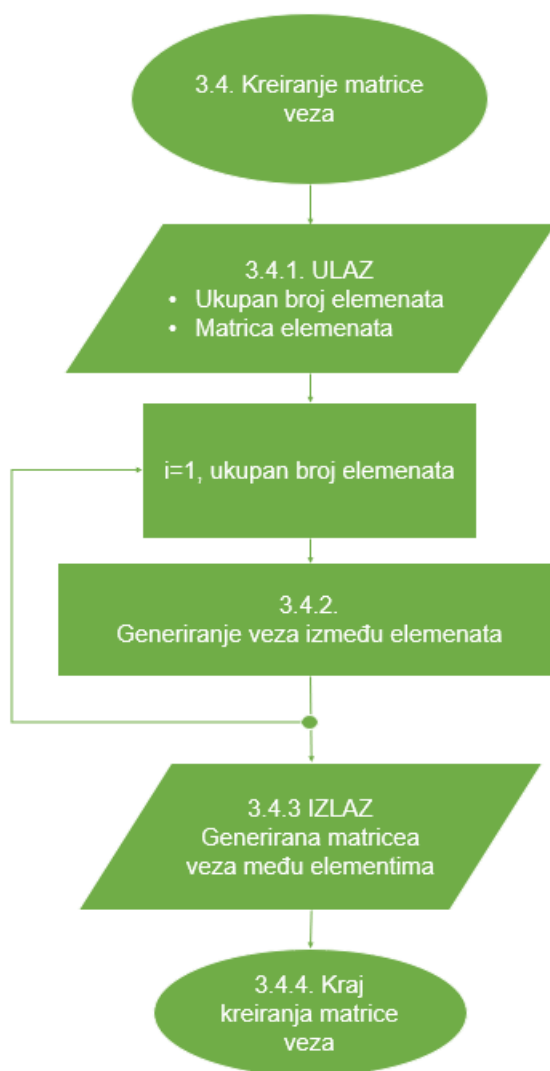 3.4. Kreiranje matrice
veza
3.4.1. ULAZ
• Ukupan broj elemenata
• Matrica elemenata
i=1, ukupan broj elemenata
3.4.2.
Generiranje veza između elemenata
3.4.3 IZLAZ
Generirana matricea
veza među elementima
3.4.4. Kraj
kreiranja matrice
veza